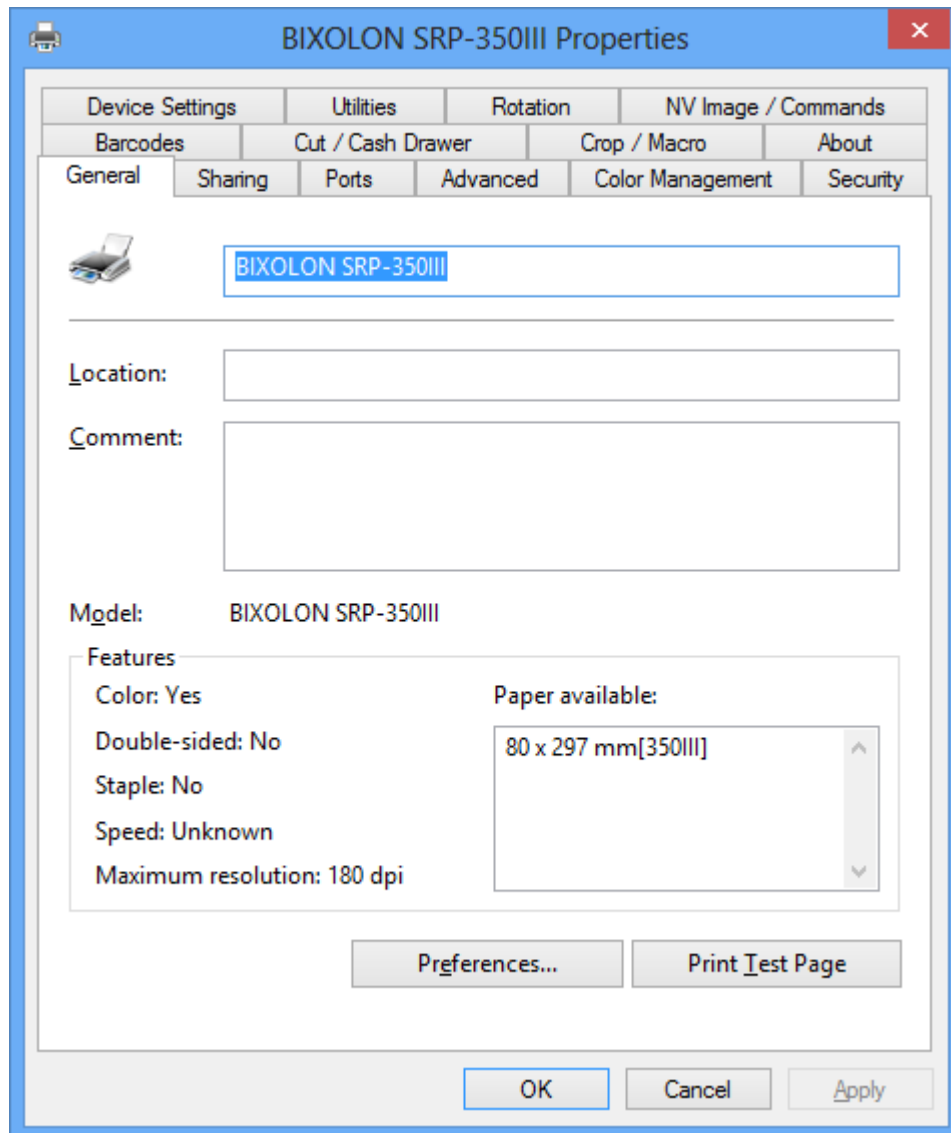 BIXOLON SRP-350III Properties
Device Settings Utilities Rotation NV Image / Commands
Barcodes Cut / Cash Drawer Crop / Macro About
General Sharing Ports Advanced Color Management Security
BIXOLON SRP-350III
Location:
Comment:
Model: BIXOLON SRP-350III
Features
Color: Yes Paper available:
Double-sided: No 80 x 297 mm[350III]
Staple: No
Speed: Unknown
Maximum resolution: 180 dpi
Preferences... Print Test Page
OK Cancel Apply